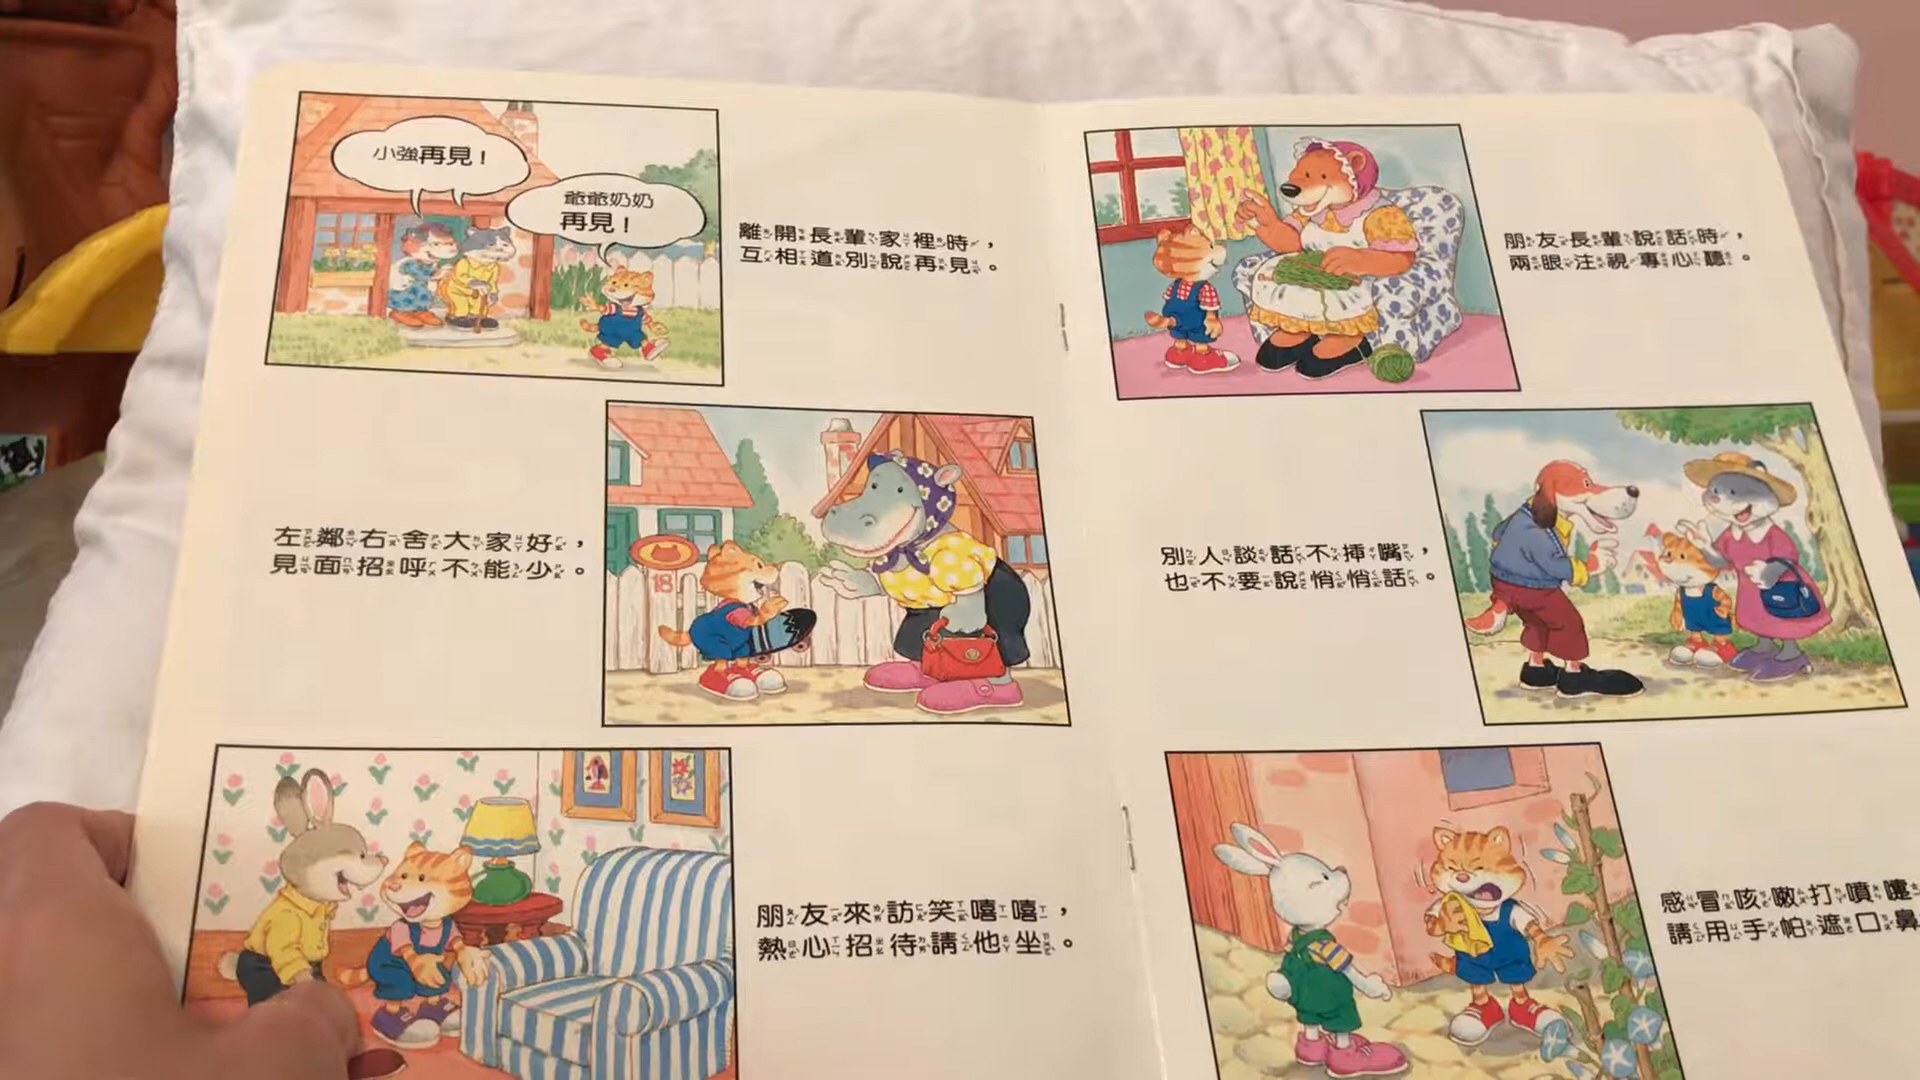 小強再見！
爺爺奶奶
再見！
離開長輩家裡時，
互相道別說再見。
左鄰右舍大家好，
見面招呼不能少。
18
朋友來訪笑嘻嘻，
熱心招待請他坐。
朋友長輩說話時，
兩眼注視專心聽。
別人談話不插嘴，
也不要說悄悄話。
感冒咳嗽打噴嚏
請用手帕遮口鼻